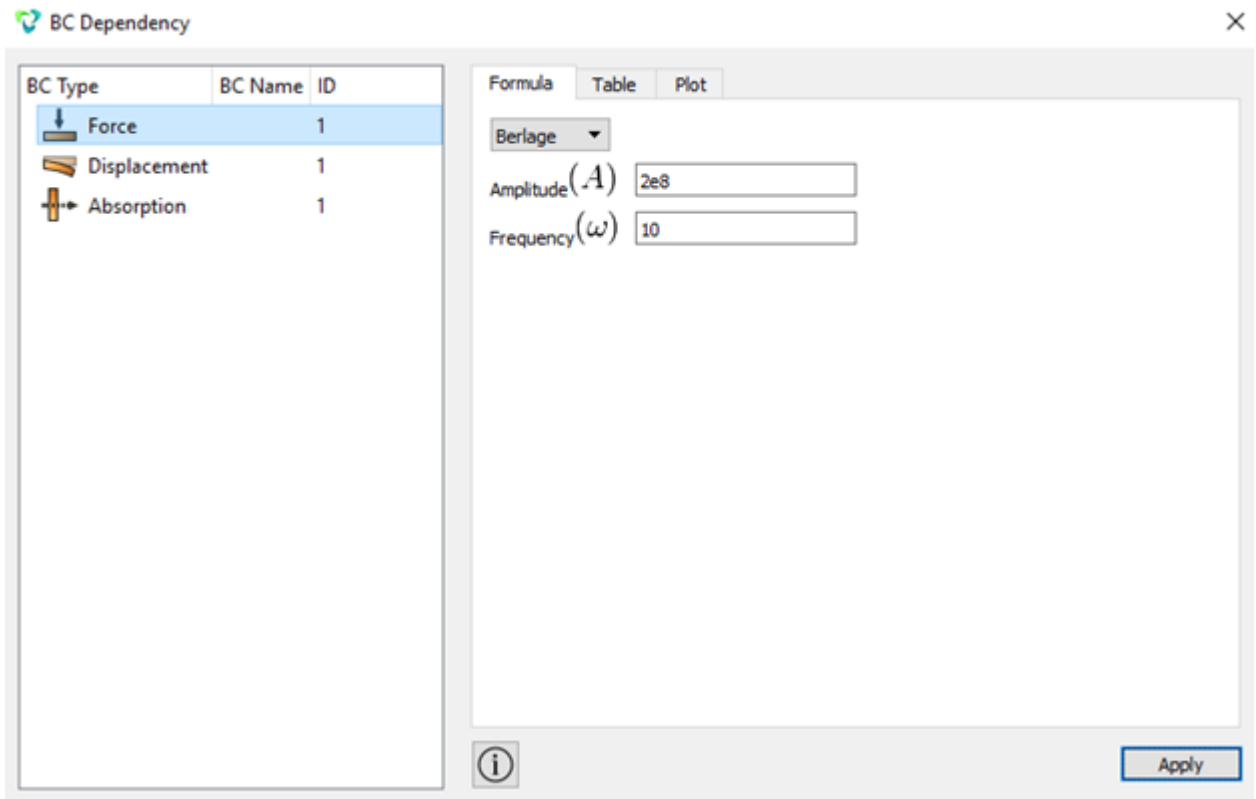 BC Dependency
BC Type BC Name ID
Force 1
Displacement 1
Absorption 1
Formula Table Plot
Berlage
Amplitude(A) 2e8
Frequency(ω) 10
i
Apply